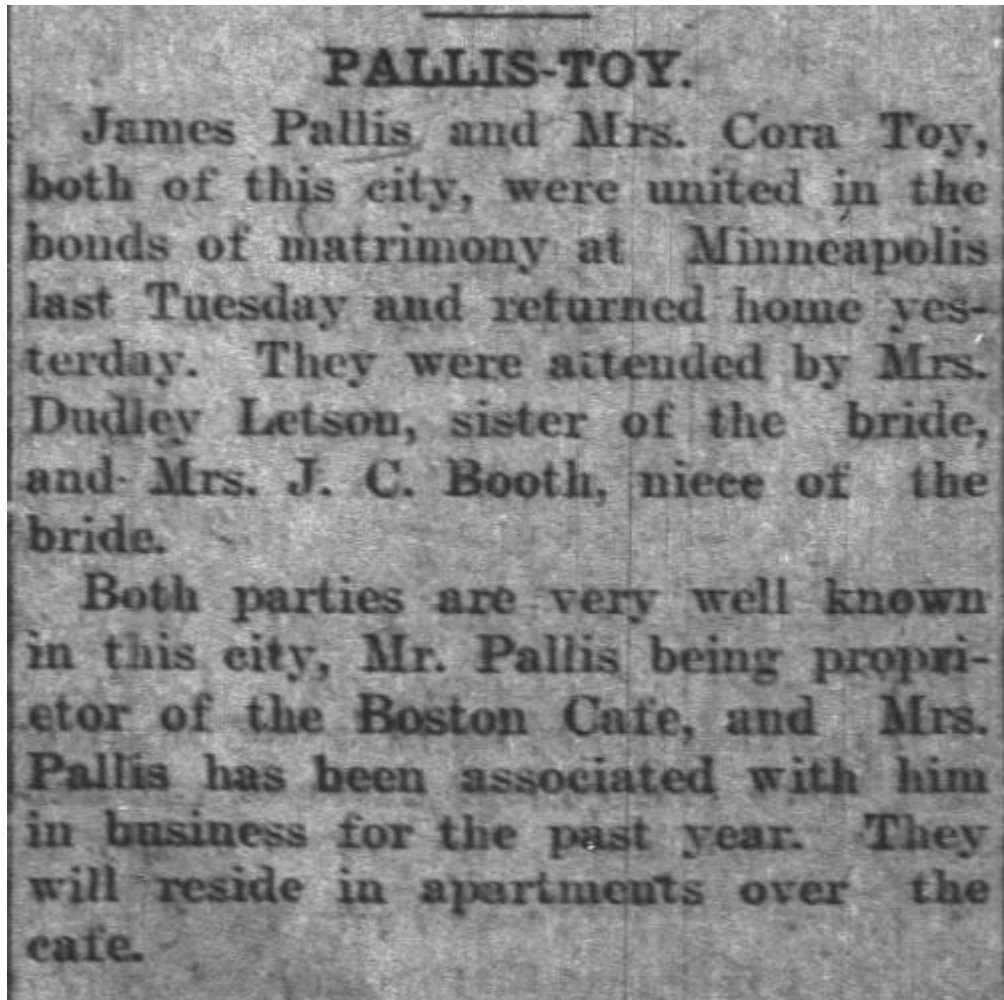 PALLIS-TOY.
James Pallis and Mrs. Cora Toy,
both of this city, were united in the
bonds of matrimony at Minneapolis
last Tuesday and returned home yes-
terday. They were attended by Mrs.
Dudley Letson, sister of the bride,
and Mrs. J. C. Booth, niece of the
bride.
Both parties are very well known
in this city, Mr. Pallis being propri-
etor of the Boston Cafe, and Mrs.
Pallis has been associated with him
in business for the past year. They
will reside in apartments over the
cafe.